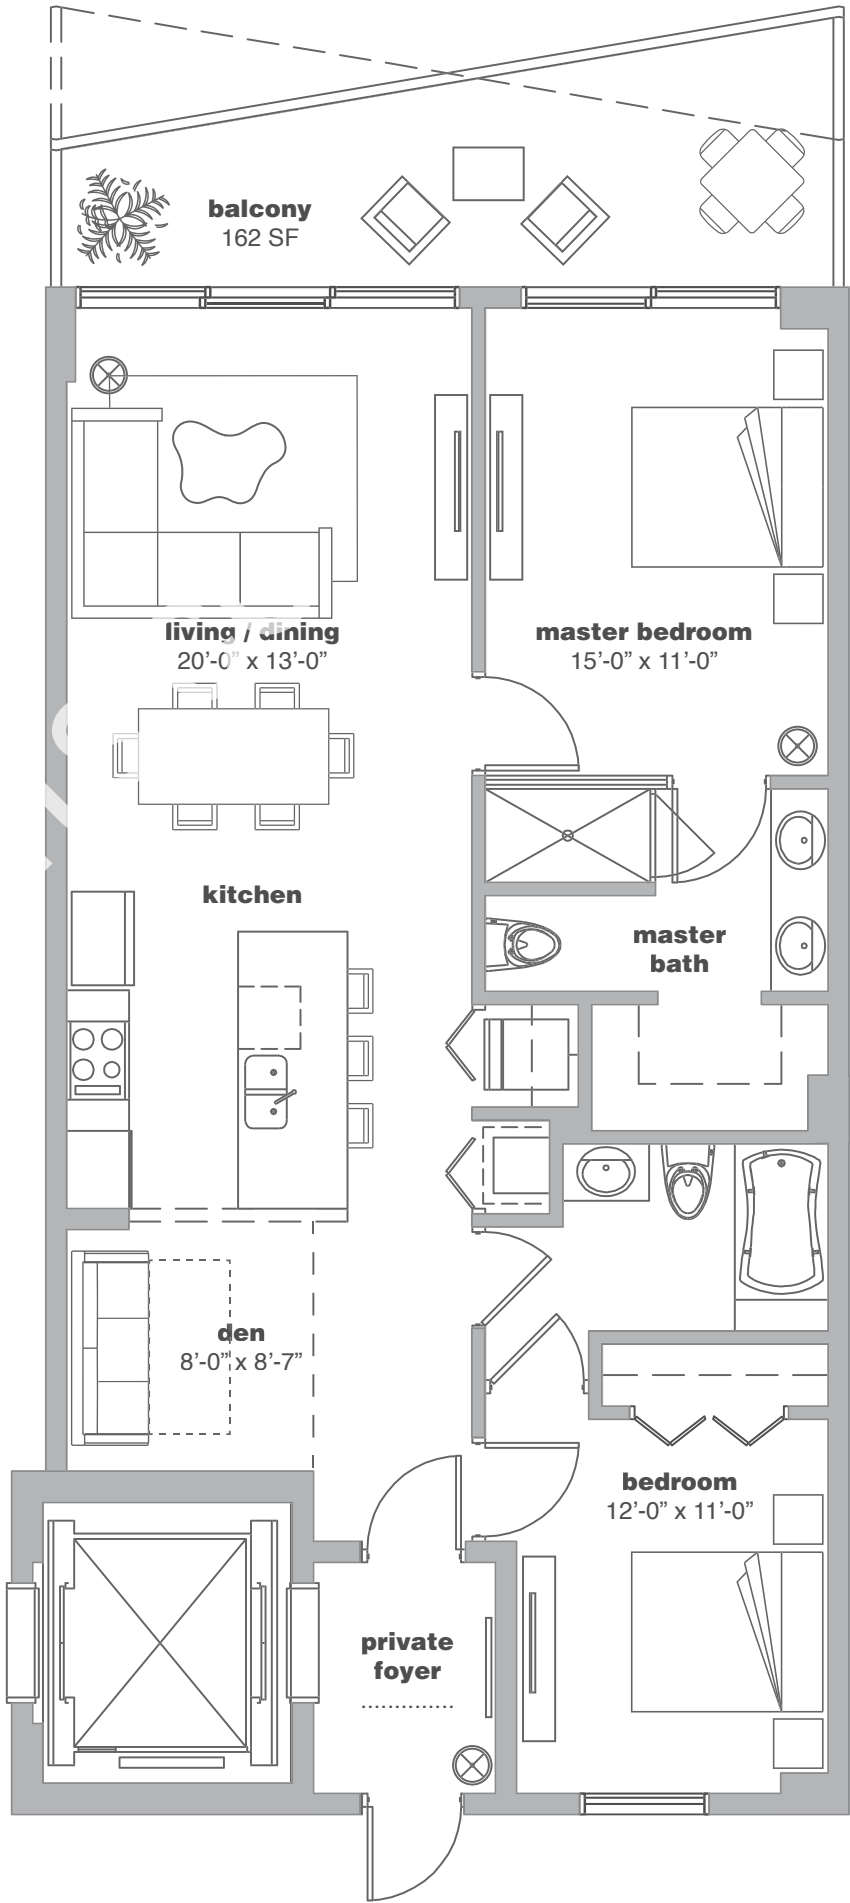 balcony
162 SF
living / dining
20’-0” x 13’-0”
master bedroom
15’-0” x 11’-0”
kitchen
master
bath
den
8’-0” x 8’-7”
bedroom
12’-0” x 11’-0”
private
foyer